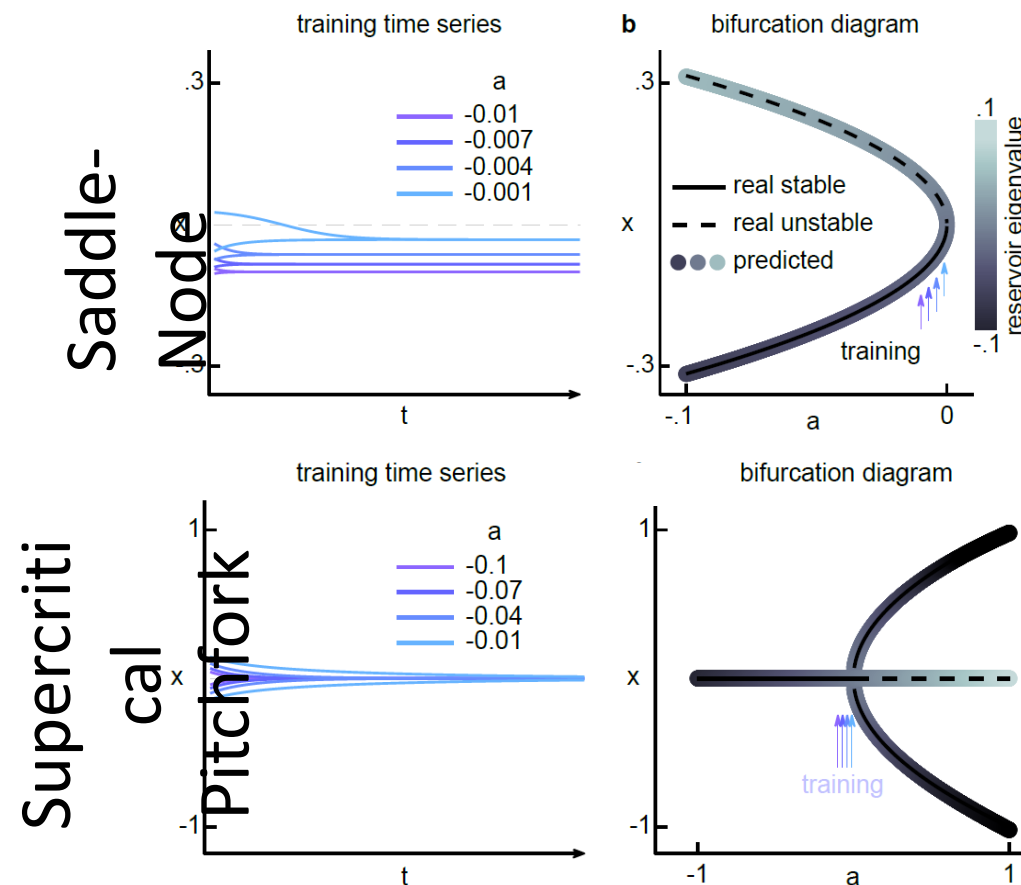 training time series
.3
x
-.3
t
a
-0.01
-0.007
-0.004
-0.001
Saddle-
Node
b
bifurcation diagram
.3
x
-.3
real stable
real unstable
predicted
training
-.1
a
0
.1
-.1
reservoir eigenvalue
training time series
1
x
-1
t
a
-0.1
-0.07
-0.04
-0.01
Supercriti
cal
Pitchfork
bifurcation diagram
1
x
-1
training
-1
a
1